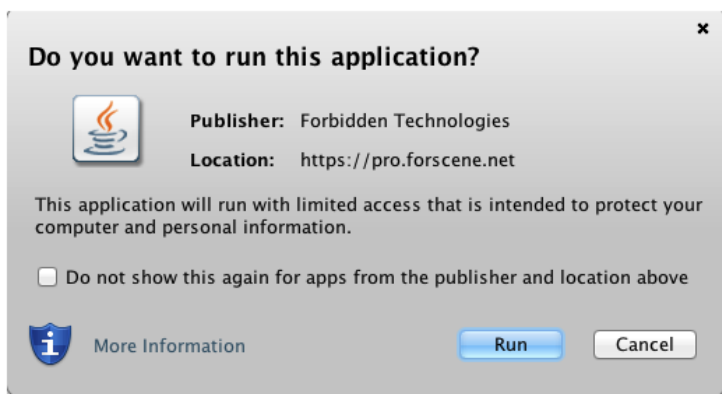 Do you want to run this application?
Publisher: Forbidden Technologies
Location: https://pro.forscene.net
This application will run with limited access that is intended to protect your
computer and personal information.
Do not show this again for apps from the publisher and location above
More Information
Run
Cancel